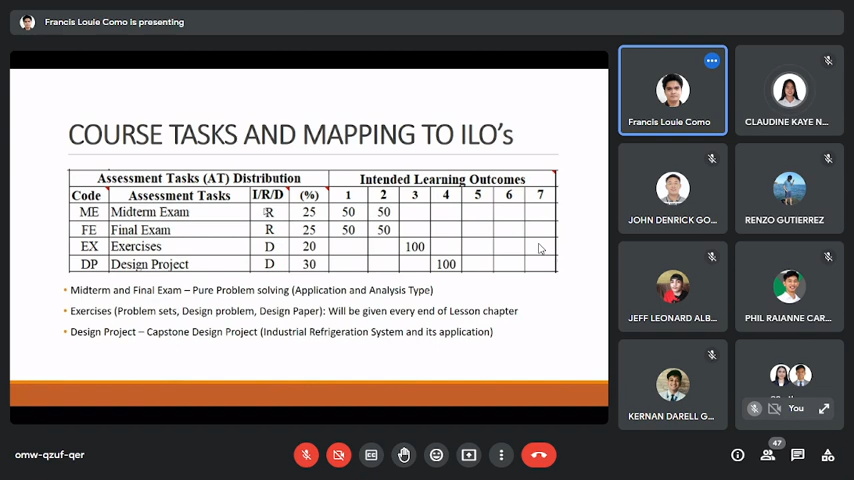 Francis Louie Como is presenting
COURSE TASKS AND MAPPING TO ILO's
Assessment Tasks (AT) Distribution Intended Learning Outcomes
Code Assessment Tasks I/R/D (%) 1 2 3 4 5 6 7
ME Midterm Exam R 25 50 50
FE Final Exam R 25 50 50
EX Exercises D 20 100
DP Design Project D 30 100
• Midterm and Final Exam – Pure Problem solving (Application and Analysis Type)
• Exercises (Problem sets, Design problem, Design Paper): Will be given every end of Lesson chapter
• Design Project – Capstone Design Project (Industrial Refrigeration System and its application)
Francis Louie Como
CLAUDINE KAYE N...
JOHN DENRICK GO...
RENZO GUTIERREZ
JEFF LEONARD ALB...
PHIL RAIANNE CAR...
KERNAN DARELL G...
You
omw-qzuf-qer
47